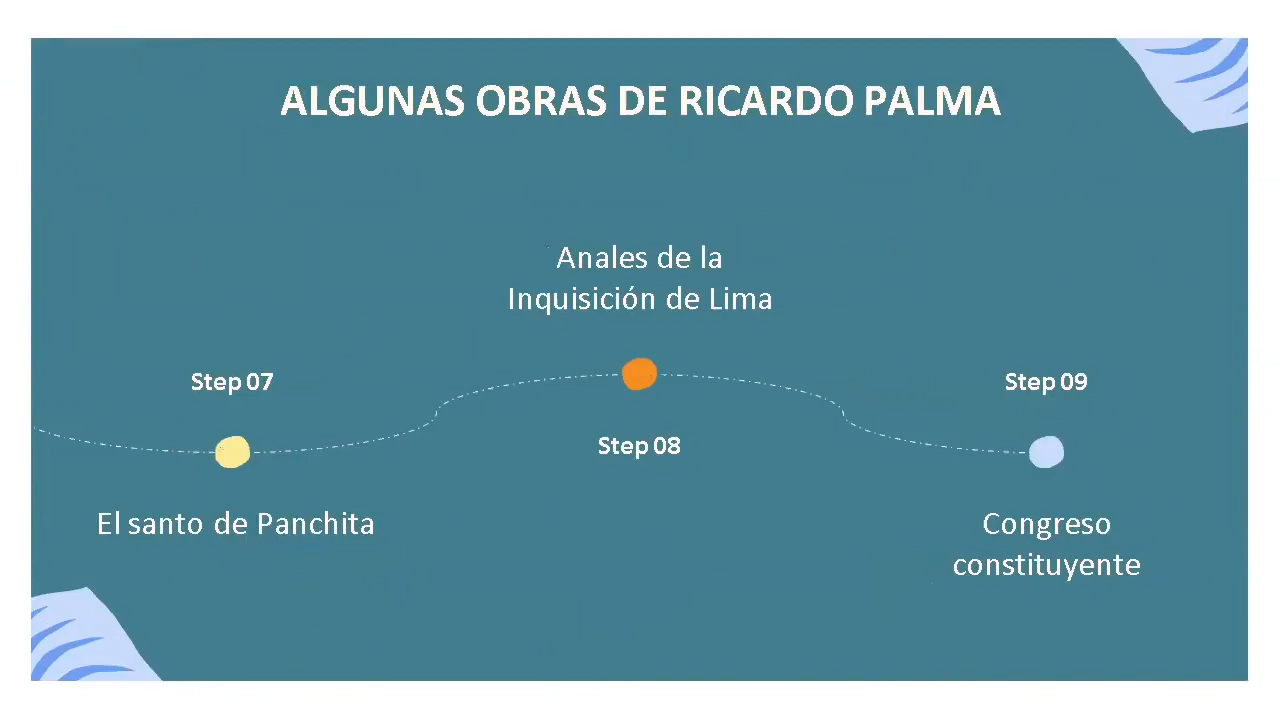 ALGUNAS OBRAS DE RICARDO PALMA
Anales de la
Inquisición de Lima
Step 07
Step 09
Step 08
El santo de Panchita
Congreso
constituyente